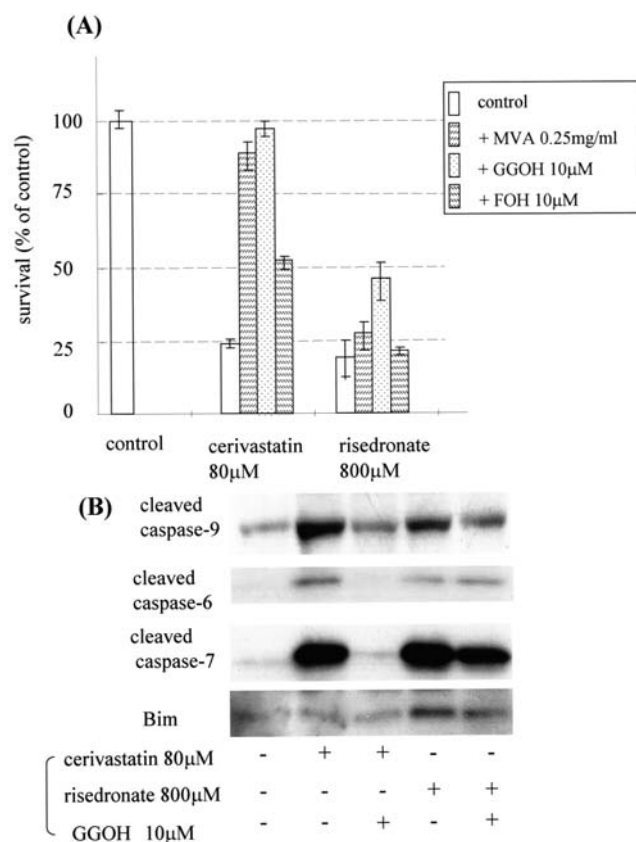 (A)
survival (% of control)
100
75
50
25
0
control
+ MVA 0.25mg/ml
+ GGOH 10μM
+ FOH 10μM
control
cerivastatin
80μM
risedronate
800μM
(B)
cleaved
caspase-9
cleaved
caspase-6
cleaved
caspase-7
Bim
cerivastatin 80μM - + + - -
risedronate 800μM - - - + +
GGOH 10μM - - + - +